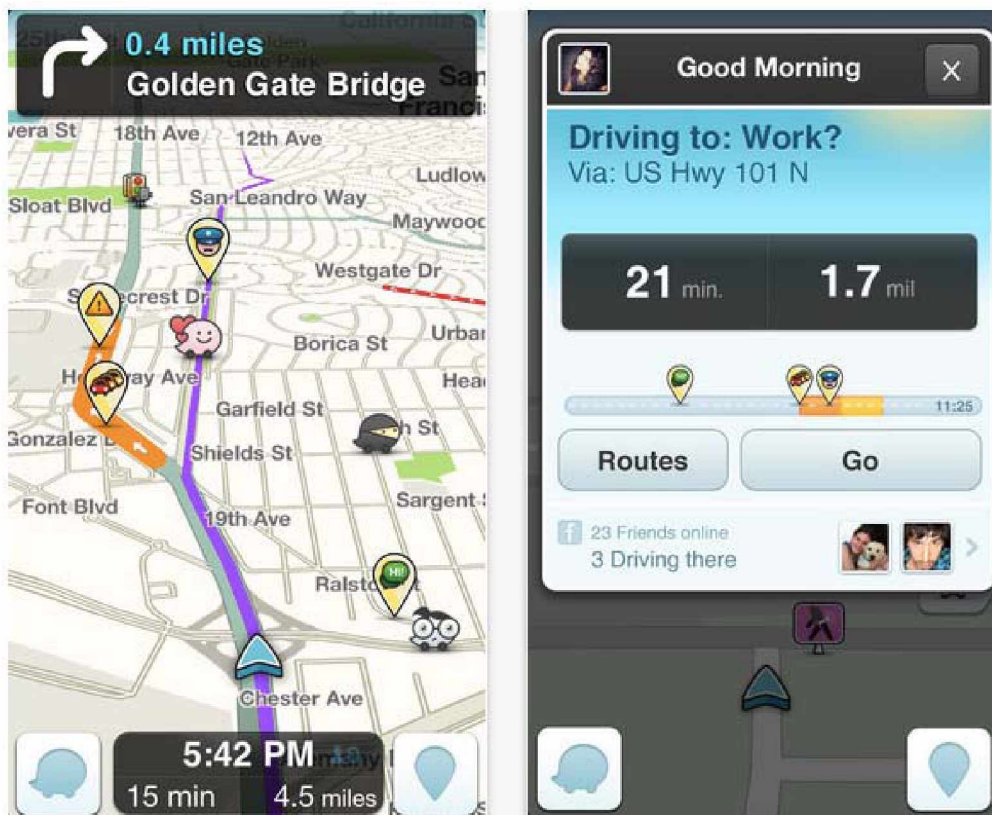 0.4 miles
Golden Gate Bridge
18th Ave
12th Ave
Sloat Blvd
San Leandro Way
Westgate Dr
Borica St
Garfield St
Shields St
Font Blvd
19th Ave
Sargent
Chester Ave
HI!
5:42 PM
15 min
4.5 miles
Good Morning
X
Driving to: Work?
Via: US Hwy 101 N
21 min.
1.7 mil
11:25
Routes
Go
f
23 Friends online
3 Driving there